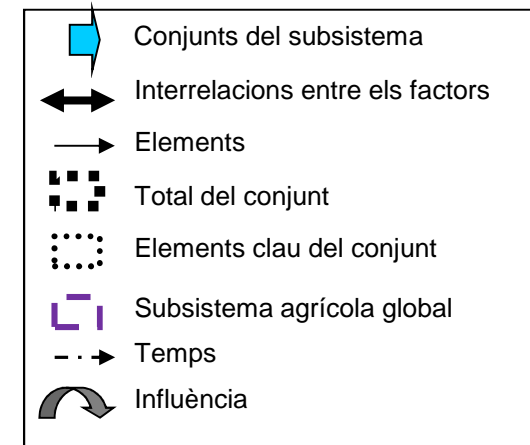 Conjunts del subsistema
Interrelacions entre els factors
Elements
Total del conjunt
Elements clau del conjunt
Subsistema agrícola global
Temps
Influència